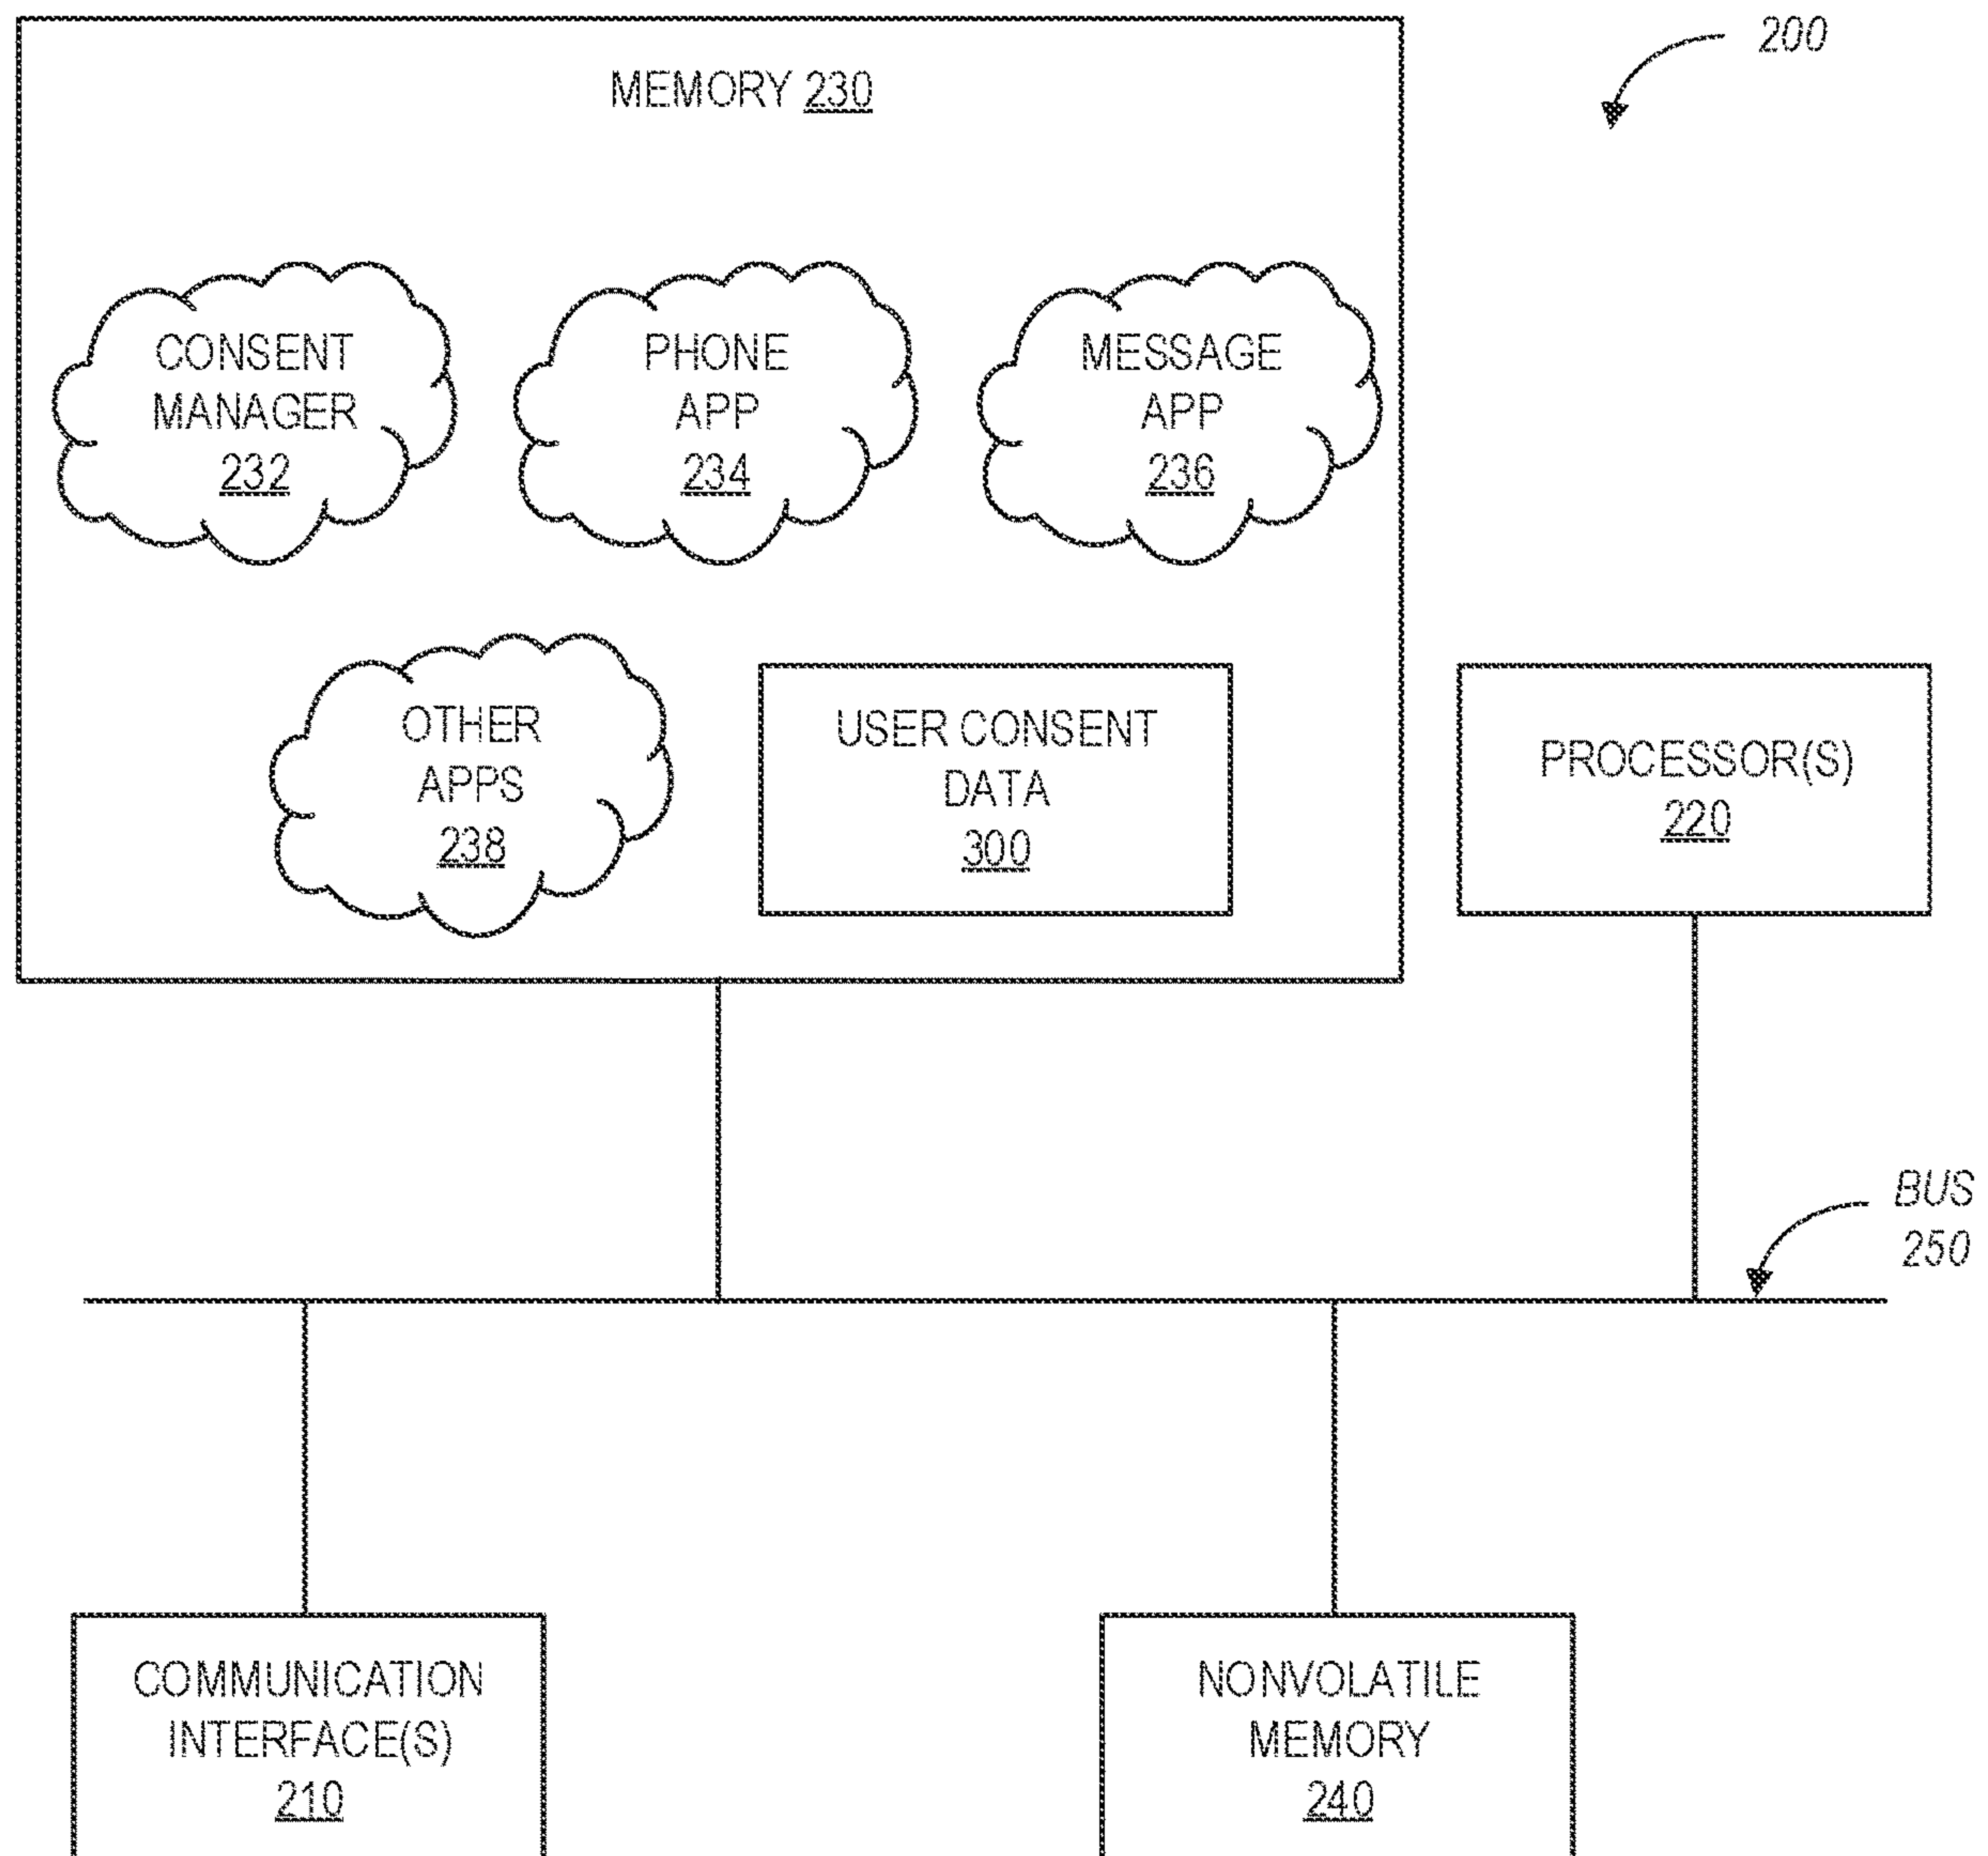 200
MEMORY 230
CONSENT
MANAGER
232
PHONE
APP
234
MESSAGE
APP
236
OTHER
APPS
238
USER CONSENT
DATA
300
PROCESSOR(S)
220
BUS
250
COMMUNICATION
INTERFACE(S)
210
NONVOLATILE
MEMORY
240